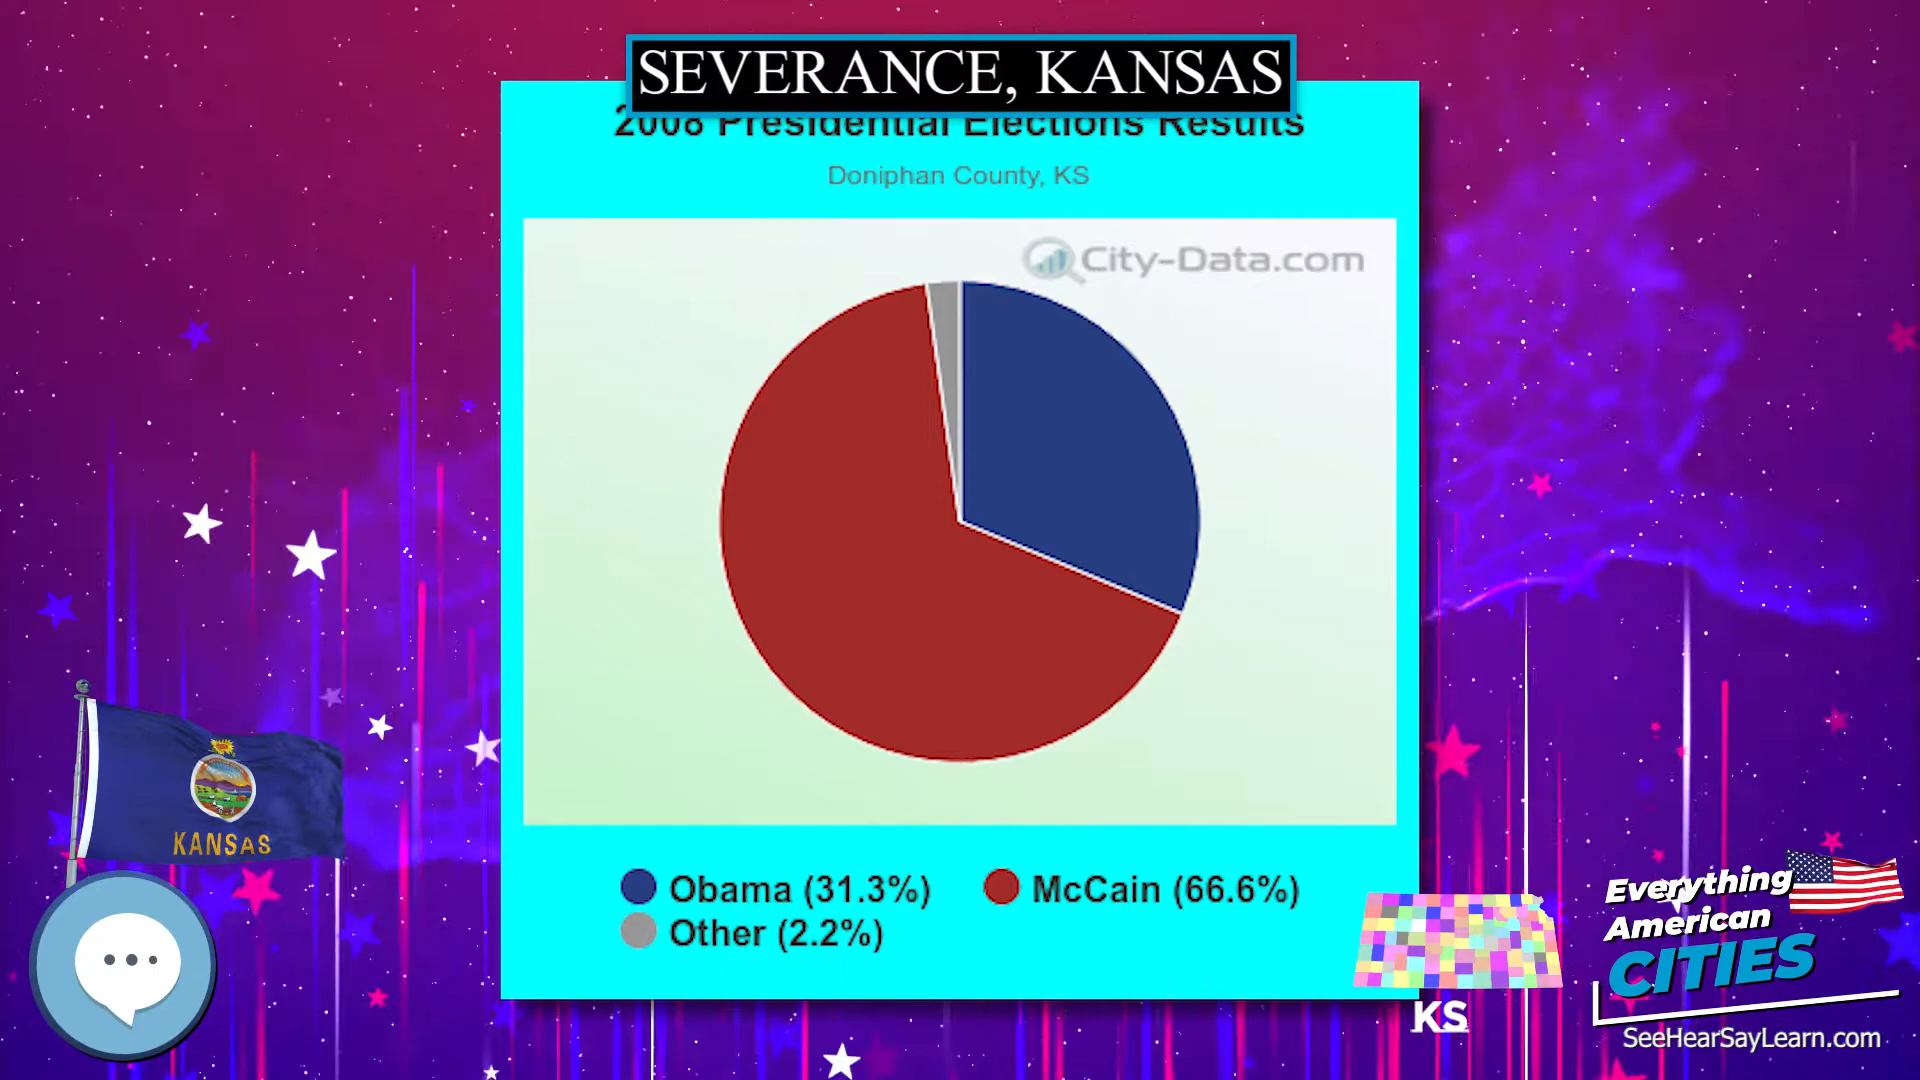 SEVERANCE, KANSAS
2008 Presidential Elections Results
Doniphan County, KS
City-Data.com
Obama (31.3%)
McCain (66.6%)
Other (2.2%)
KANSAS
KS
Everything
American
CITIES
SeeHearSayLearn.com